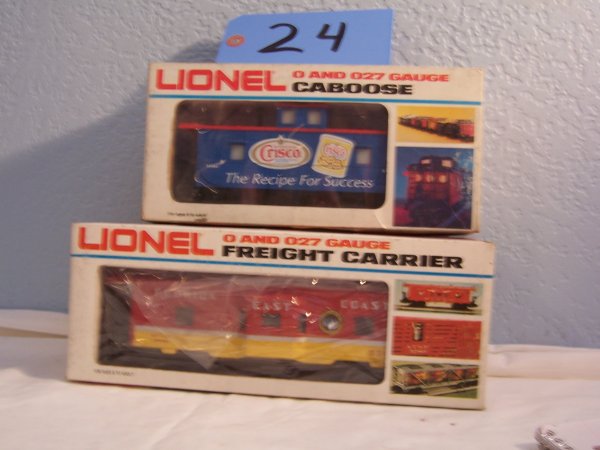 24
LIONEL O AND O27 GAUGE
CABOOSE
Crisco
The Recipe For Success
LIONEL O AND O27 GAUGE
FREIGHT CARRIER
EAST COAST